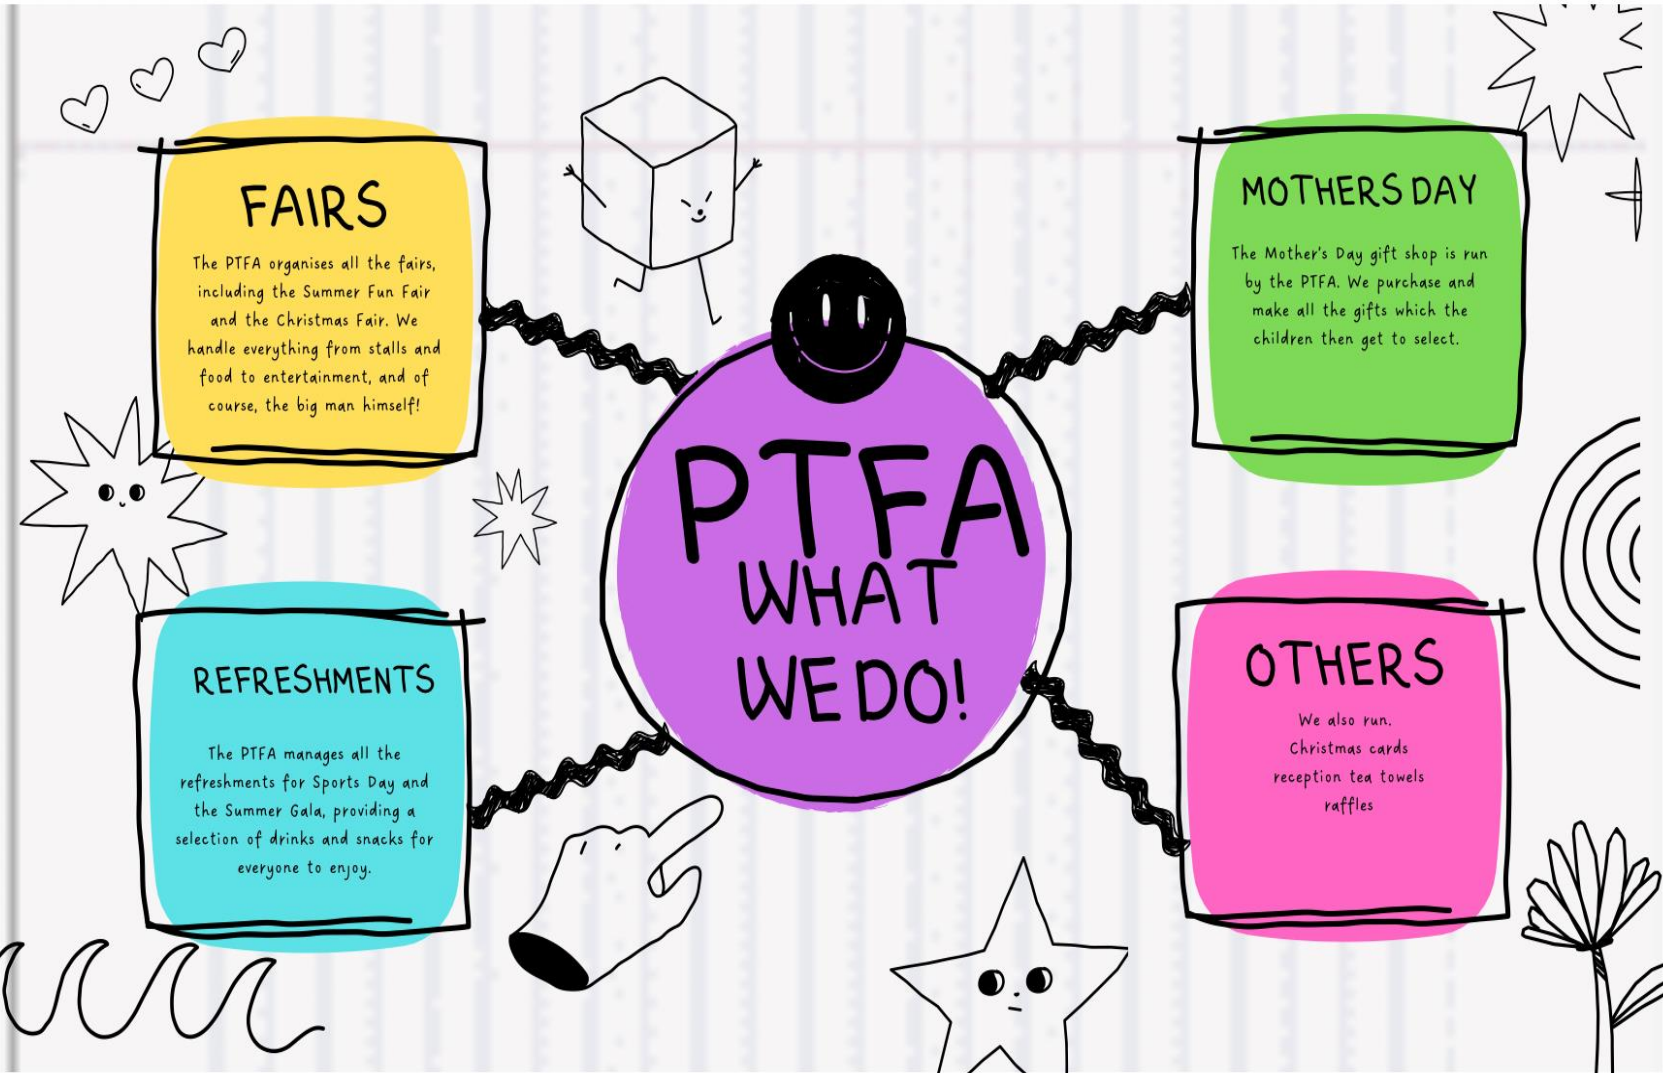 FAIRS
The PTFA organises all the fairs,
including the Summer Fun Fair
and the Christmas Fair. We
handle everything from stalls and
food to entertainment, and of
course, the big man himself!
MOTHERS DAY
The Mother's Day gift shop is run
by the PTFA. We purchase and
make all the gifts which the
children then get to select.
PTFA
WHAT
WE DO!
REFRESHMENTS
The PTFA manages all the
refreshments for Sports Day and
the Summer Gala, providing a
selection of drinks and snacks for
everyone to enjoy.
OTHERS
We also run.
Christmas cards
reception tea towels
raffles